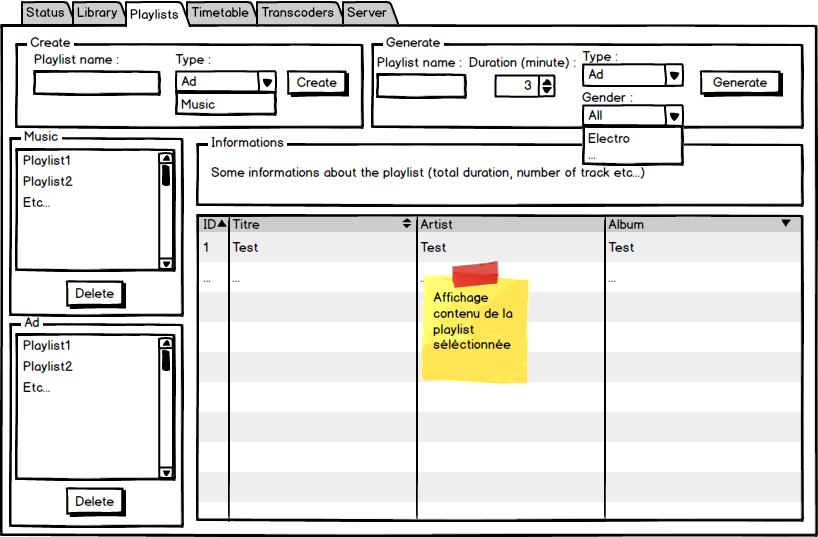 Status Library Playlists Timetable Transcoders Server
Create
Playlist name : Type :
Ad
Music
Create
Generate
Playlist name : Duration (minute) : Type :
3
Ad
Generate
Gender :
All
Electro
...
Music
Playlist1
Playlist2
Etc...
Delete
Informations
Some informations about the playlist (total duration, number of track etc...)
Ad
Playlist1
Playlist2
Etc...
Delete
ID Titre Artist Album
1 Test Test Test
... ... ... ...
Affichage
contenu de la
playlist
séléctionnée